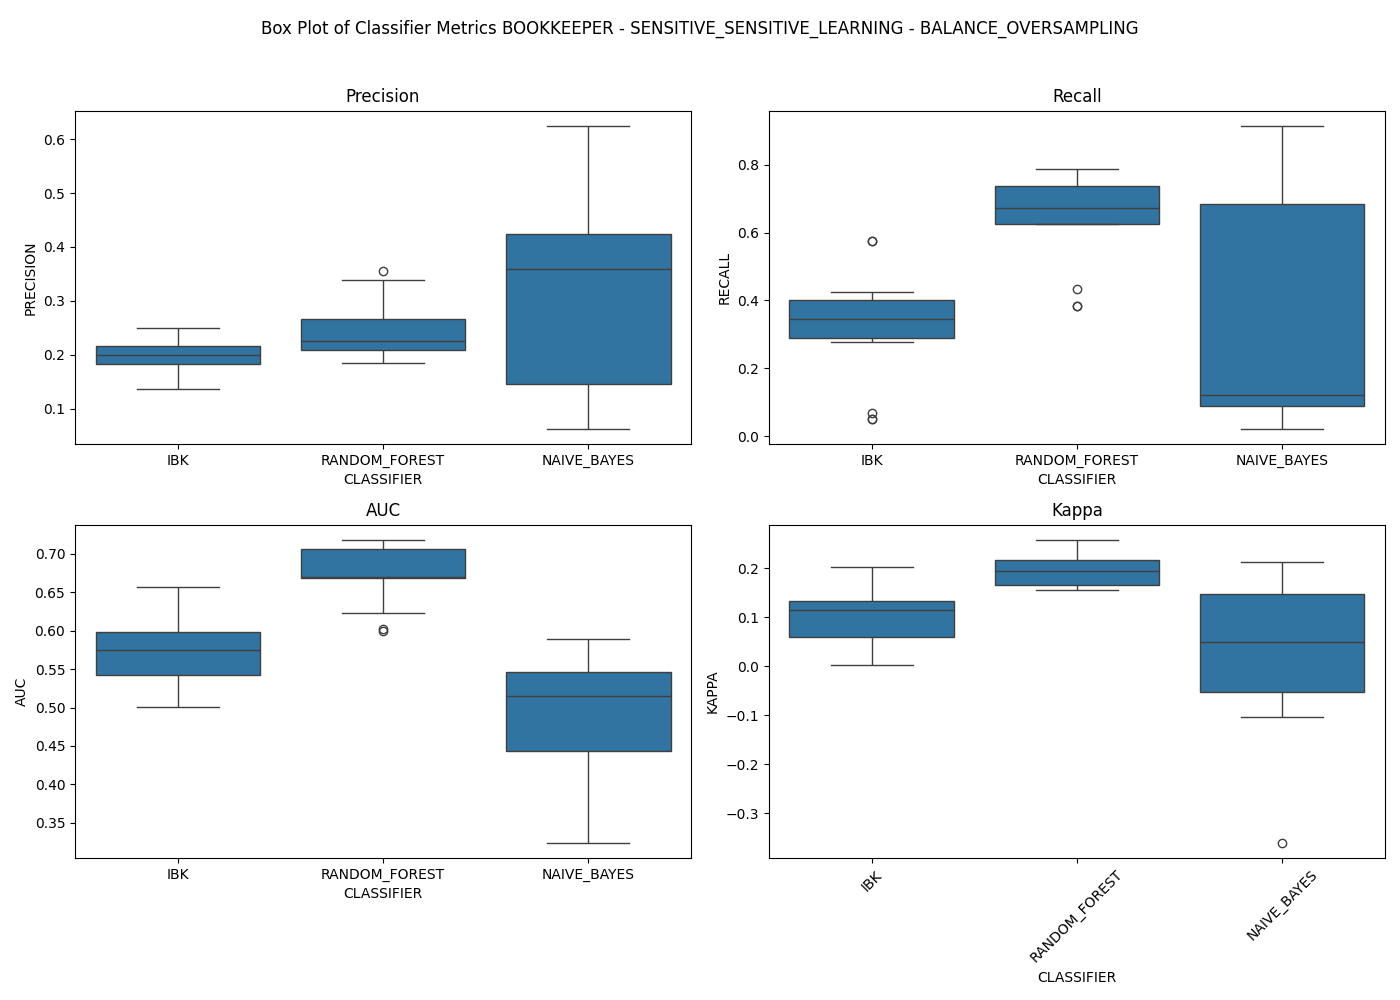 Box Plot of Classifier Metrics BOOKKEEPER - SENSITIVE_SENSITIVE_LEARNING - BALANCE_OVERSAMPLING
Precision
0.6
0.5
0.4
0.3
0.2
0.1
PRECISION
IBK RANDOM_FOREST NAIVE_BAYES
CLASSIFIER
Recall
0.8
0.6
0.4
0.2
0.0
RECALL
IBK RANDOM_FOREST NAIVE_BAYES
CLASSIFIER
AUC
0.70
0.65
0.60
0.55
0.50
0.45
0.40
0.35
AUC
IBK RANDOM_FOREST NAIVE_BAYES
CLASSIFIER
Kappa
0.2
0.1
0.0
−0.1
−0.2
−0.3
KAPPA
IBK RANDOM_FOREST NAIVE_BAYES
CLASSIFIER